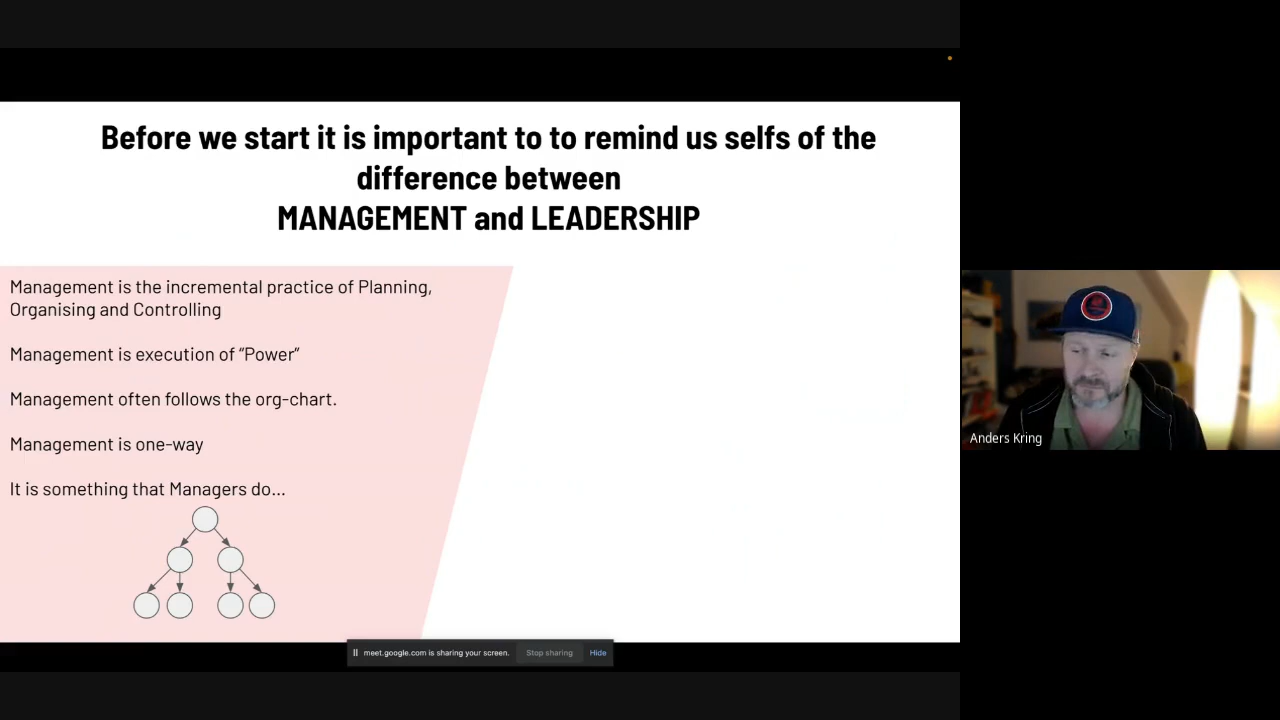 Before we start it is important to to remind us selfs of the
difference between
MANAGEMENT and LEADERSHIP
Management is the incremental practice of Planning,
Organising and Controlling
Management is execution of “Power”
Management often follows the org-chart.
Management is one-way
It is something that Managers do...
Anders Kring
meet.google.com is sharing your screen.
Stop sharing
Hide